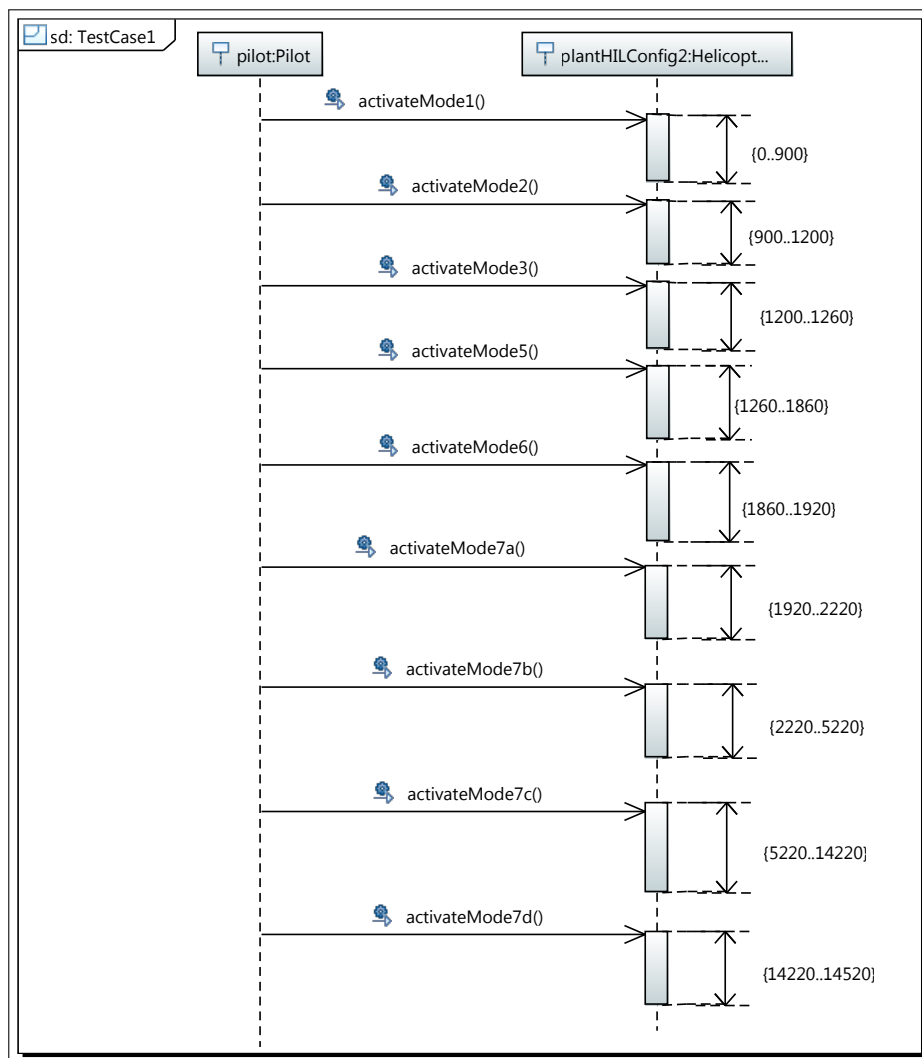 sd: TestCase1
pilot:Pilot
plantHILConfig2:Helicopt...
activateMode1()
{0..900}
activateMode2()
{900..1200}
activateMode3()
{1200..1260}
activateMode5()
{1260..1860}
activateMode6()
{1860..1920}
activateMode7a()
{1920..2220}
activateMode7b()
{2220..5220}
activateMode7c()
{5220..14220}
activateMode7d()
{14220..14520}